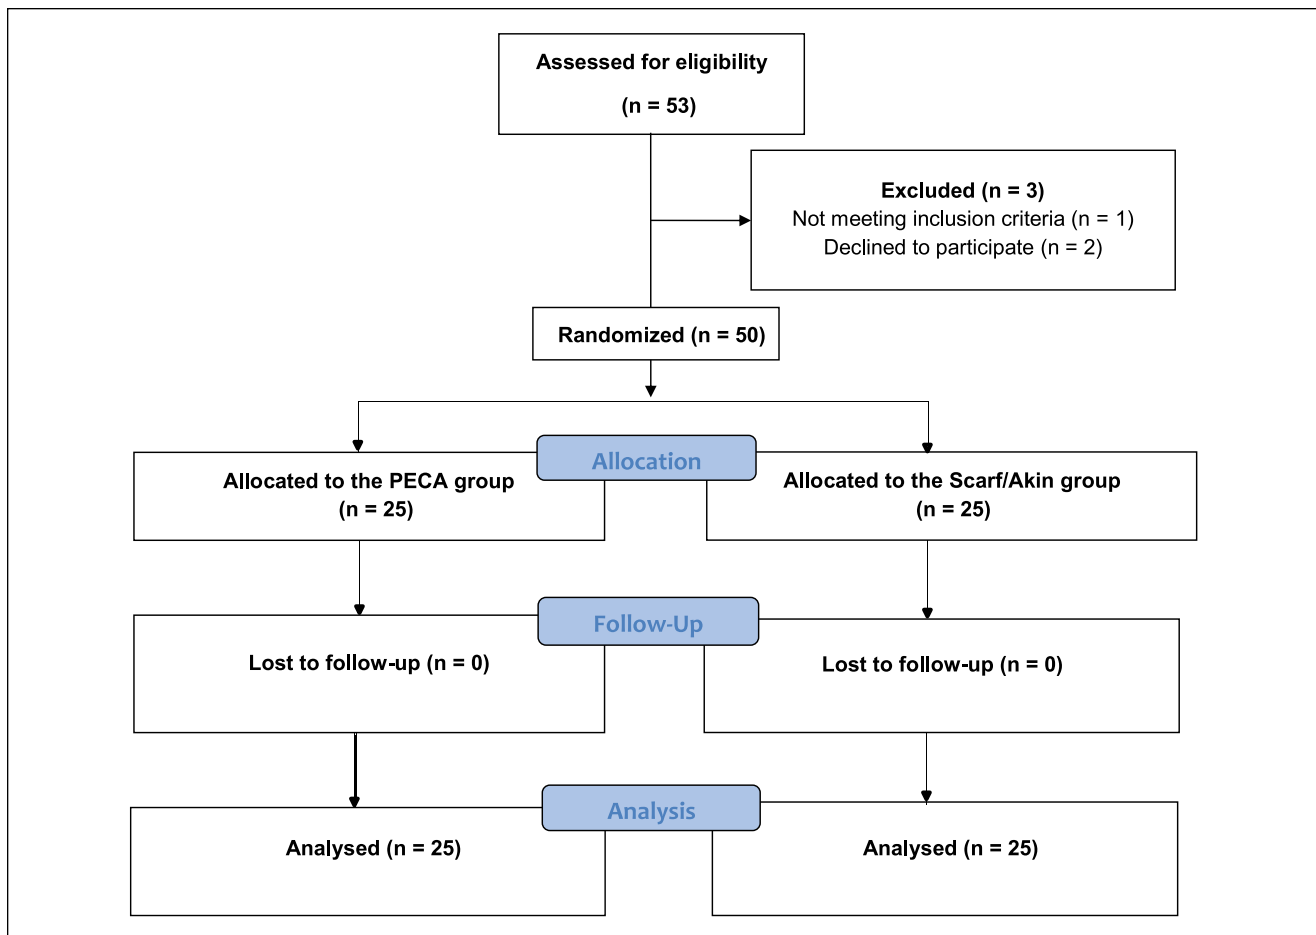 Assessed for eligibility
(n = 53)
Excluded (n = 3)
Not meeting inclusion criteria (n = 1)
Declined to participate (n = 2)
Randomized (n = 50)
Allocation
Allocated to the PECA group
(n = 25)
Allocated to the Scarf/Akin group
(n = 25)
Follow-Up
Lost to follow-up (n = 0)
Lost to follow-up (n = 0)
Analysis
Analysed (n = 25)
Analysed (n = 25)